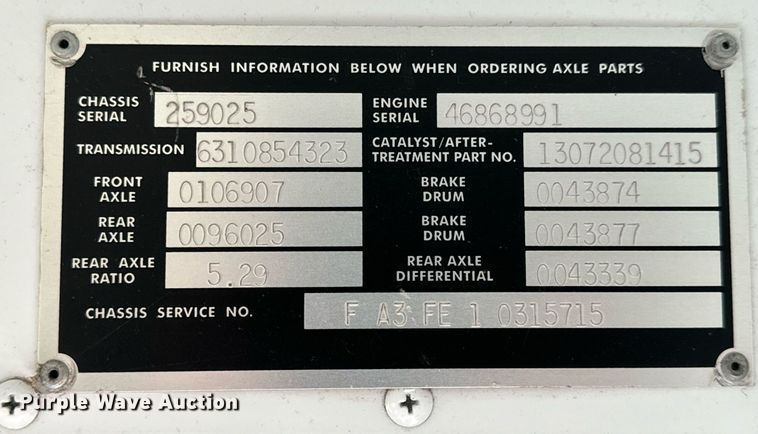 FURNISH INFORMATION BELOW WHEN ORDERING AXLE PARTS
CHASSIS SERIAL 259025 ENGINE SERIAL 46868991
TRANSMISSION 6310854323 CATALYST/AFTER-TREATMENT PART NO. 13072081415
FRONT AXLE 0106907 BRAKE DRUM 0043874
REAR AXLE 0096025 BRAKE DRUM 0043877
REAR AXLE RATIO 5.29 REAR AXLE DIFFERENTIAL 0043339
CHASSIS SERVICE NO. F A3 FE 1 0315715
Purple Wave Auction